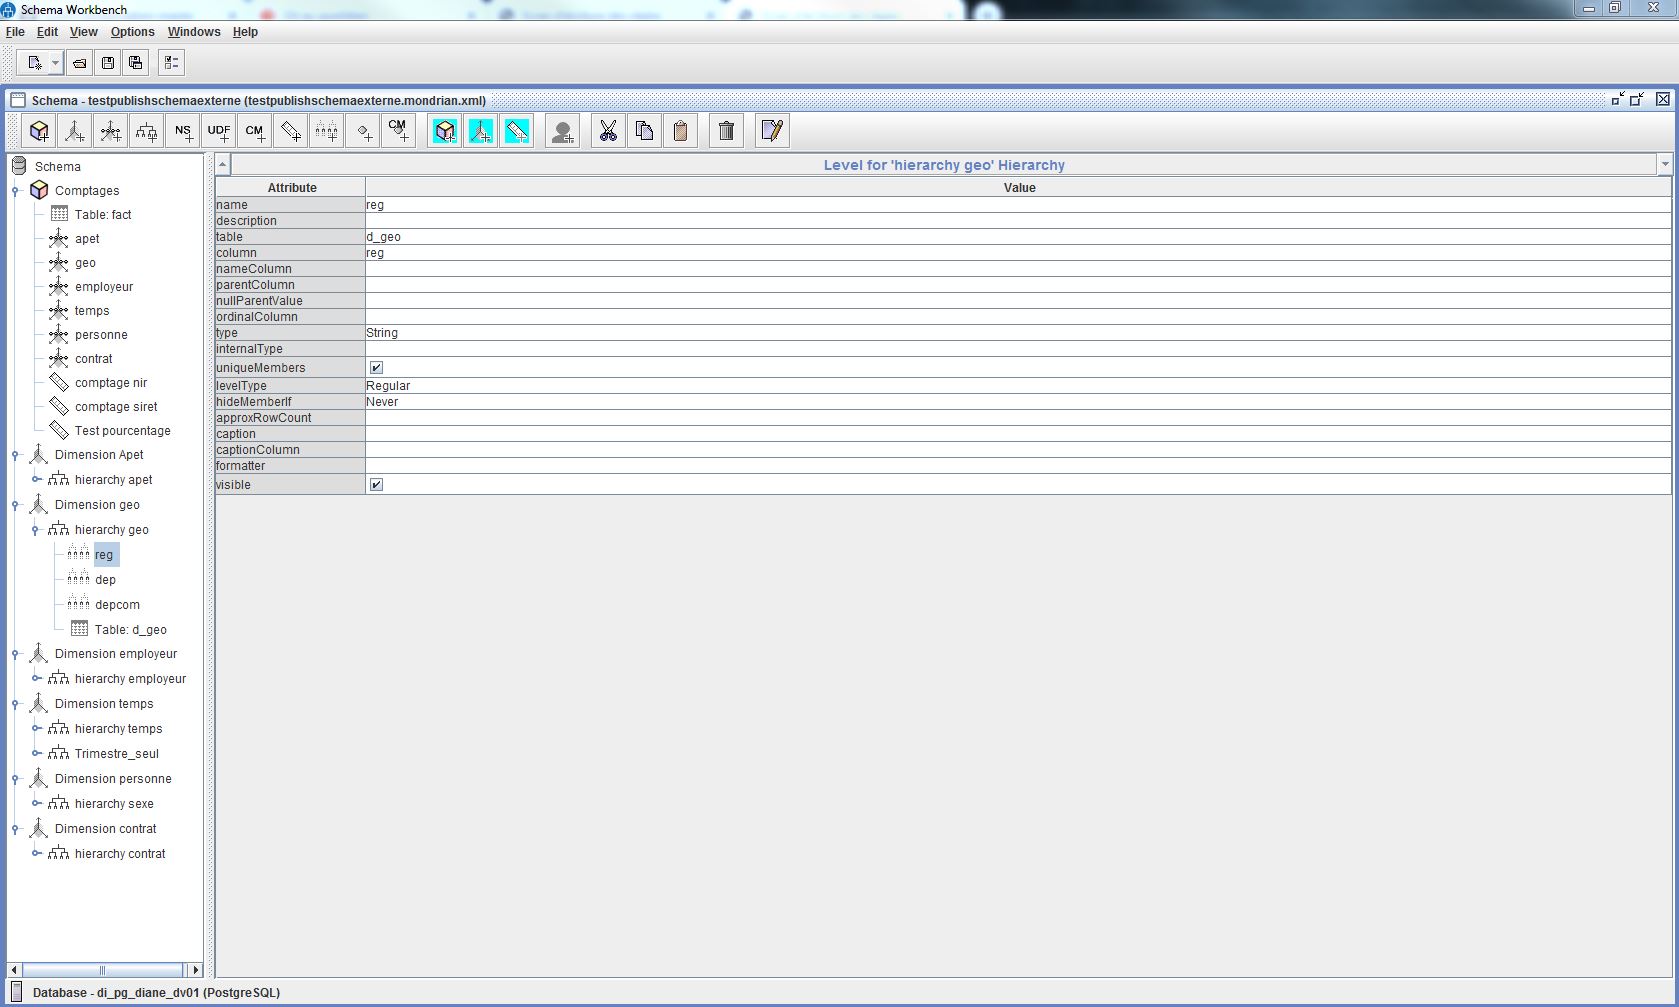 Schema Workbench
File Edit View Options Windows Help
Schema - testpublishschemaexterne (testpublishschemaexterne.mondrian.xml)
NS UDF CM CM
Schema
Comptages
Table: fact
apet
geo
employeur
temps
personne
contrat
comptage nir
comptage siret
Test pourcentage
Dimension Apet
hierarchy apet
Dimension geo
hierarchy geo
reg
dep
depcom
Table: d_geo
Dimension employeur
hierarchy employeur
Dimension temps
hierarchy temps
Trimestre_seul
Dimension personne
hierarchy sexe
Dimension contrat
hierarchy contrat
Level for 'hierarchy geo' Hierarchy
Attribute Value
name reg
description
table d_geo
column reg
nameColumn
parentColumn
nullParentValue
ordinalColumn
type String
internalType
uniqueMembers
levelType Regular
hideMemberIf Never
approxRowCount
caption
captionColumn
formatter
visible
Database - di_pg_diane_dv01 (PostgreSQL)